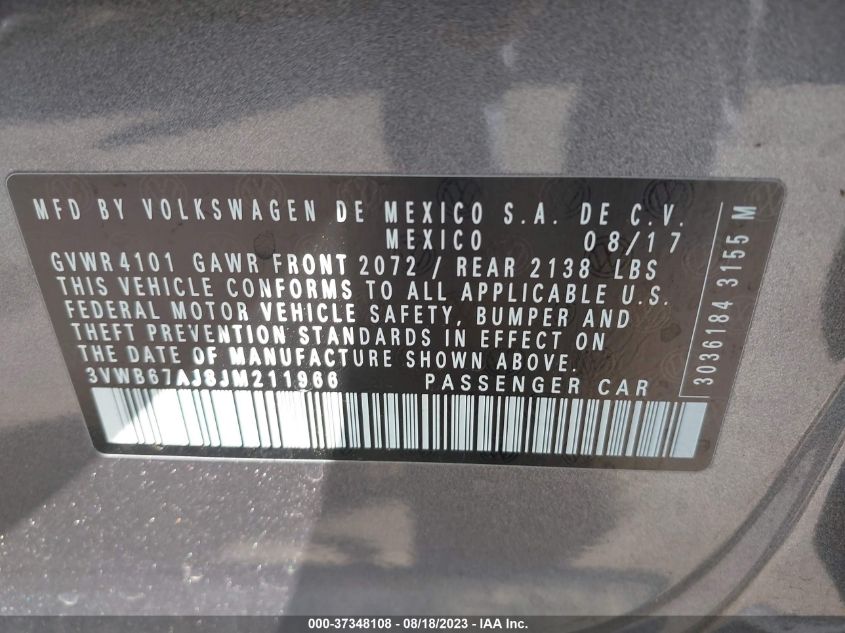 MFD BY VOLKSWAGEN DE MEXICO S.A. DE C.V.
MEXICO 08/17
GVWR 4101 GAWR FRONT 2072 / REAR 2138 LBS
THIS VEHICLE CONFORMS TO ALL APPLICABLE U.S.
FEDERAL MOTOR VEHICLE SAFETY, BUMPER AND
THEFT PREVENTION STANDARDS IN EFFECT ON
THE DATE OF MANUFACTURE SHOWN ABOVE.
3VWB67AJ8JM211966 PASSENGER CAR
3036184 3155 M
000-37348108 - 08/18/2023 - IAA Inc.